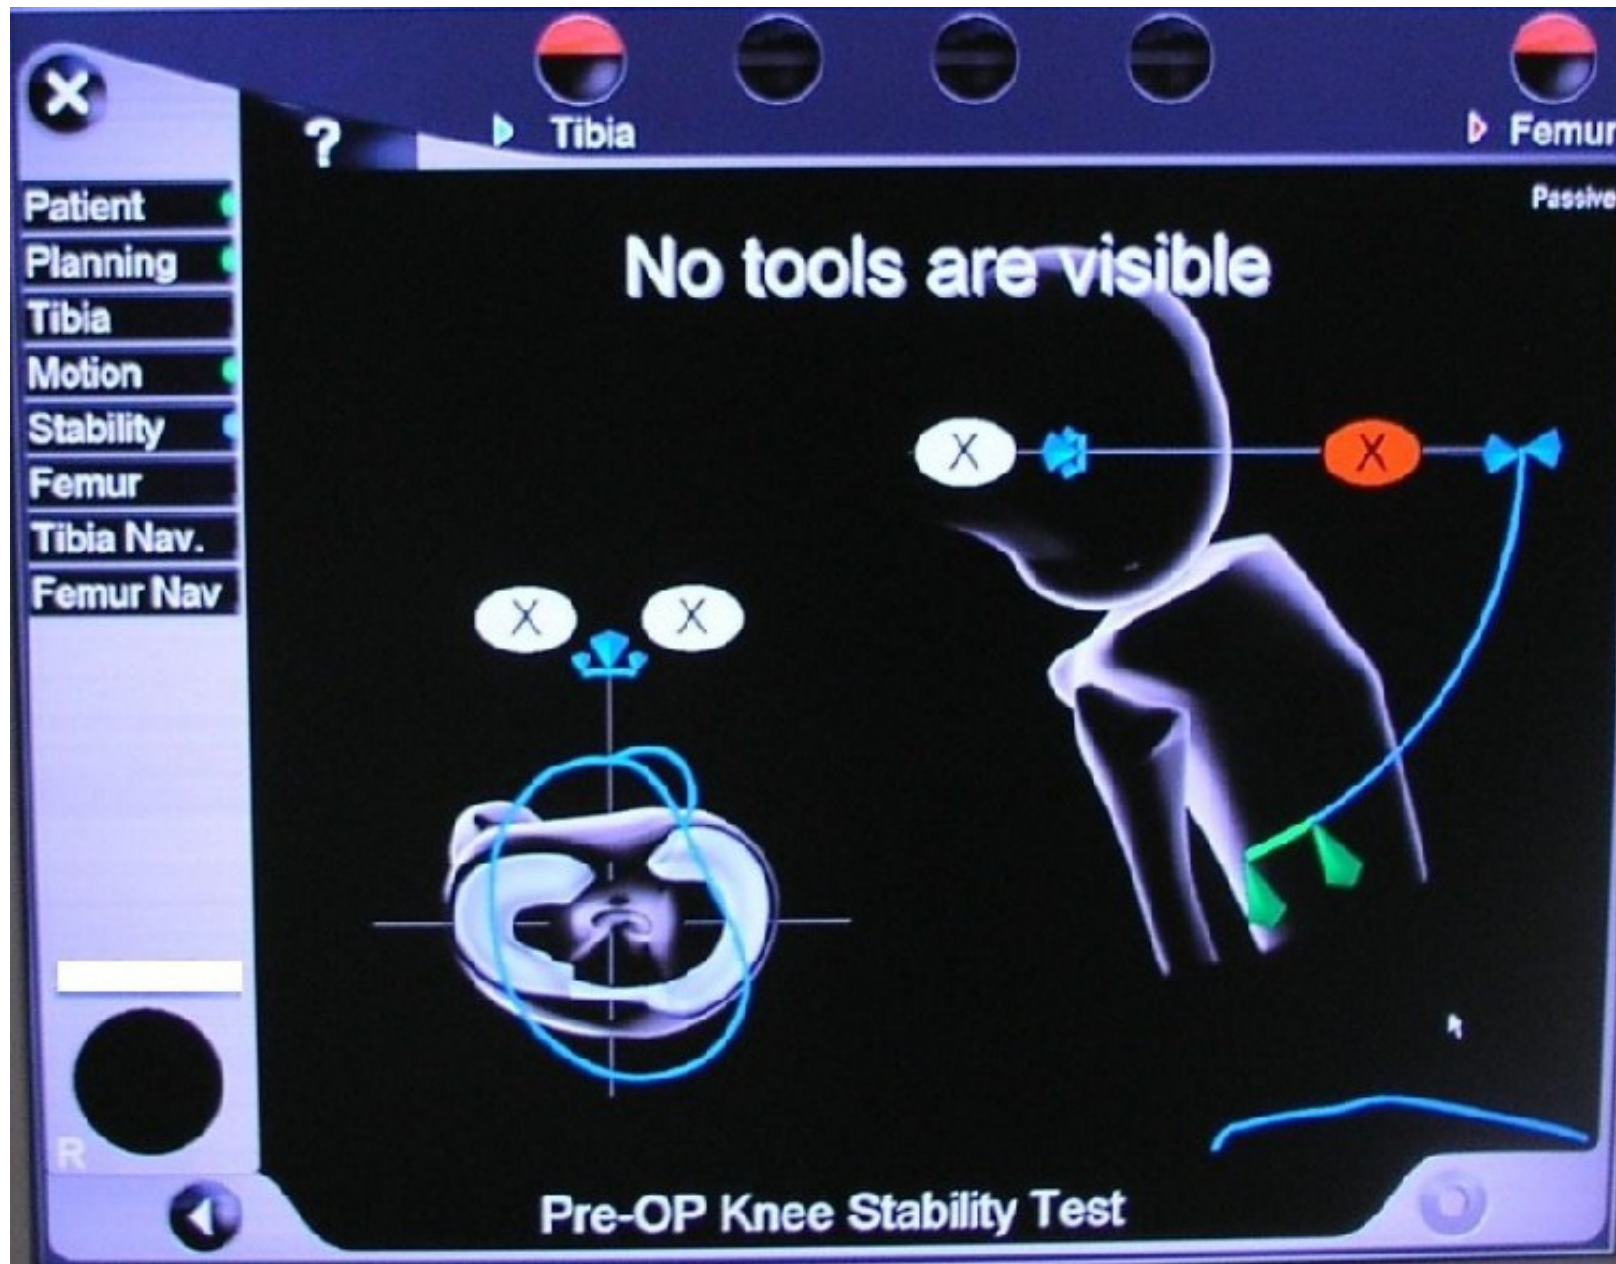 Tibia
Femur
?
Passive
Patient
Planning
Tibia
Motion
Stability
Femur
Tibia Nav.
Femur Nav
No tools are visible
X
X
X
X
R
Pre-OP Knee Stability Test